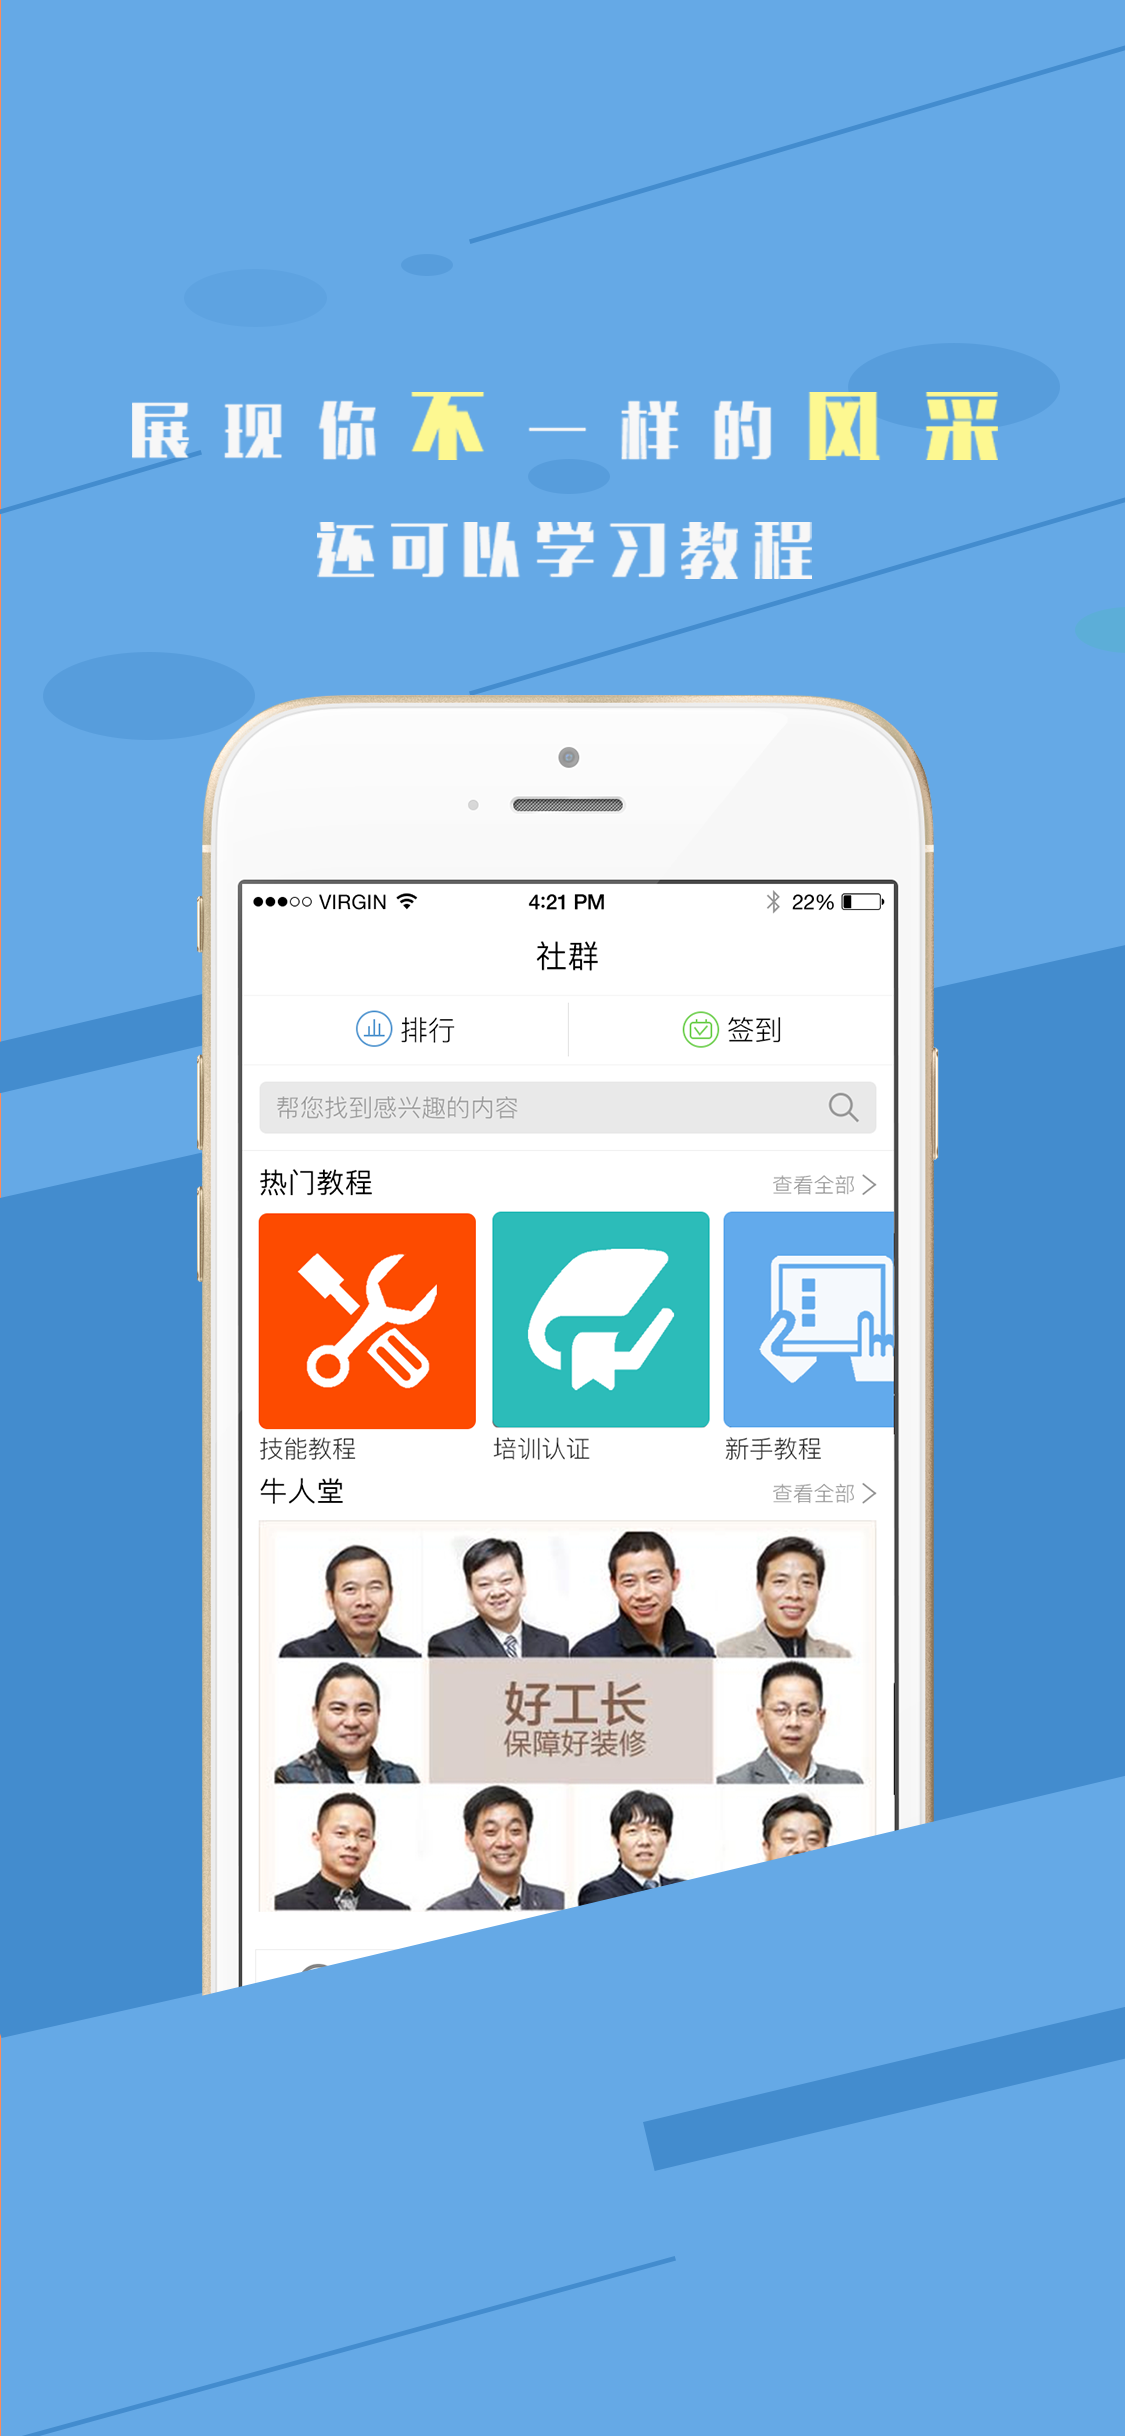 展现你不一样的风采
还可以学习教程
VIRGIN 4:21 PM 22%
社群
排行 签到
帮您找到感兴趣的内容
热门教程 查看全部
技能教程 培训认证 新手教程
牛人堂 查看全部
好工长
保障好装修